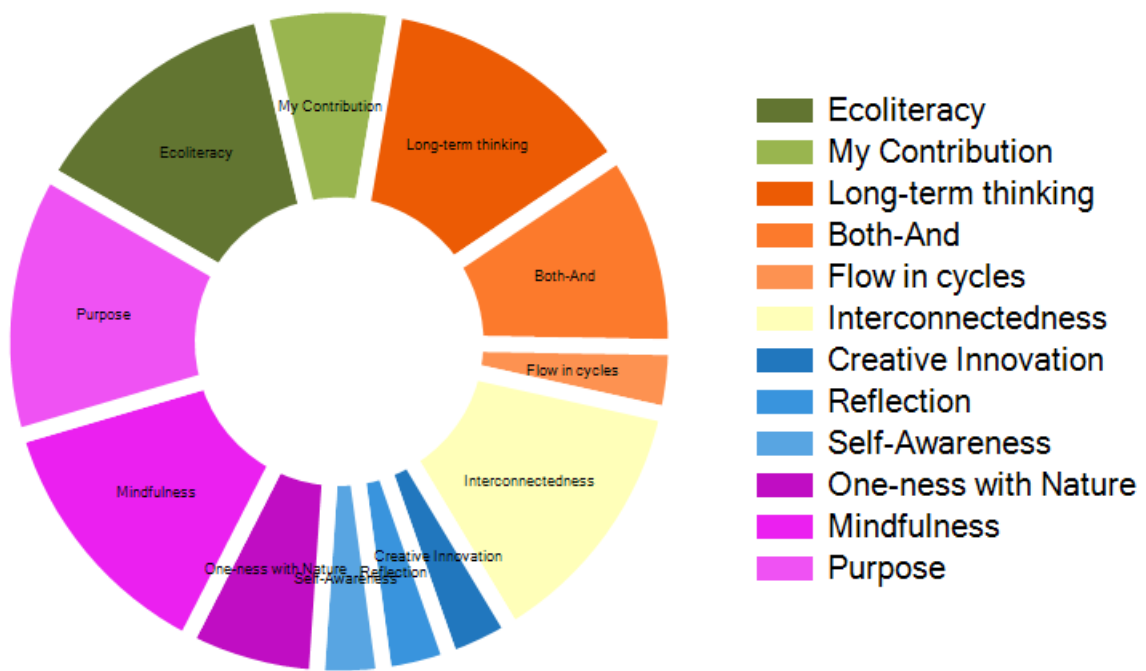 My Contribution
Ecoliteracy
Long-term thinking
Both-And
Purpose
Flow in cycles
Interconnectedness
Mindfulness
Creative Innovation
One-ness with Nature
Reflection
Self-Awareness
Ecoliteracy
My Contribution
Long-term thinking
Both-And
Flow in cycles
Interconnectedness
Creative Innovation
Reflection
Self-Awareness
One-ness with Nature
Mindfulness
Purpose